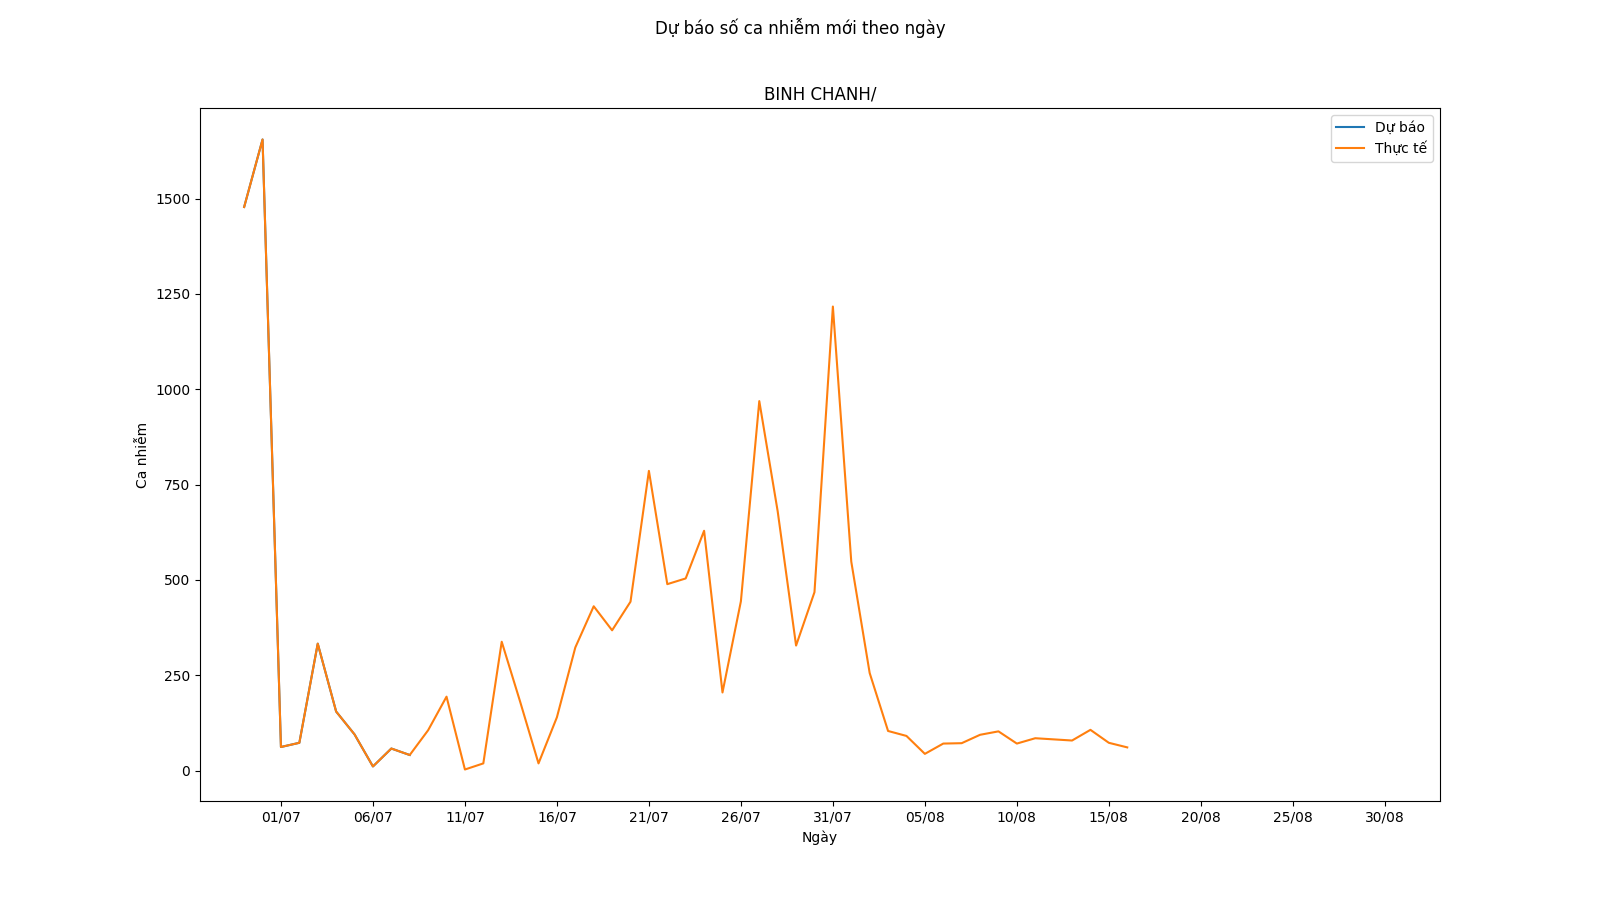 Dự báo số ca nhiễm mới theo ngày
BINH CHANH/
Dự báo
Thực tế
1500
1250
1000
750
500
250
0
Ca nhiễm
01/07 06/07 11/07 16/07 21/07 26/07 31/07 05/08 10/08 15/08 20/08 25/08 30/08
Ngày